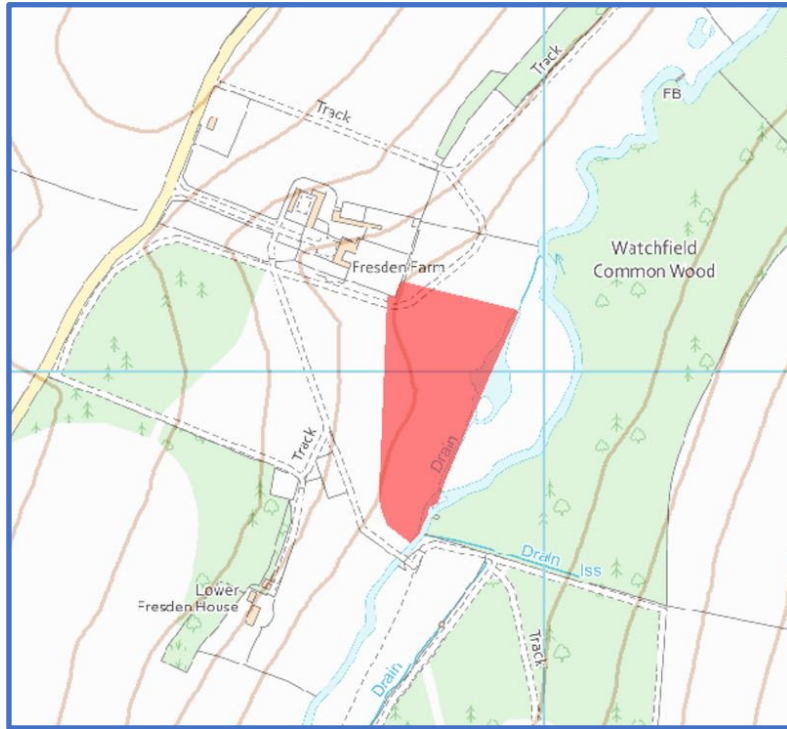 Track
Track
FB
Watchfield
Common Wood
Fresden Farm
Drain
Track
Drain
Iss
Lower
Fresden House
Drain
Track